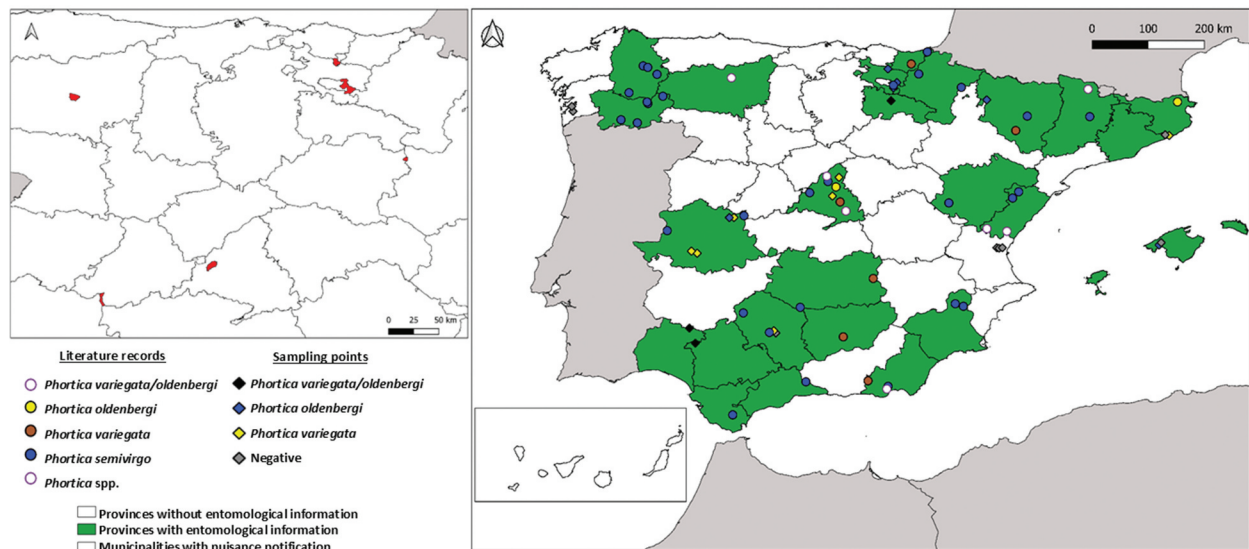 0 100 200 km
0 25 50 km
Literature records
Phortica variegata/oldenbergi
Phortica oldenbergi
Phortica variegata
Phortica semivirgo
Phortica spp.
Sampling points
Phortica variegata/oldenbergi
Phortica oldenbergi
Phortica variegata
Negative
Provinces without entomological information
Provinces with entomological information
Municipalities with nuisance notification